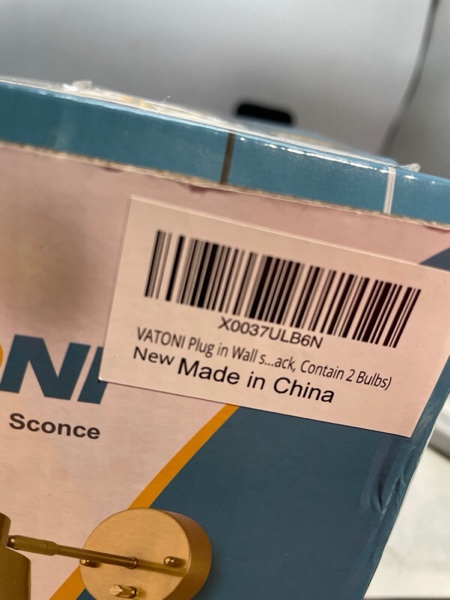 X0037ULB6N
VATONI Plug in Wall s...ack, Contain 2 Bulbs)
New Made in China
ONI
Sconce